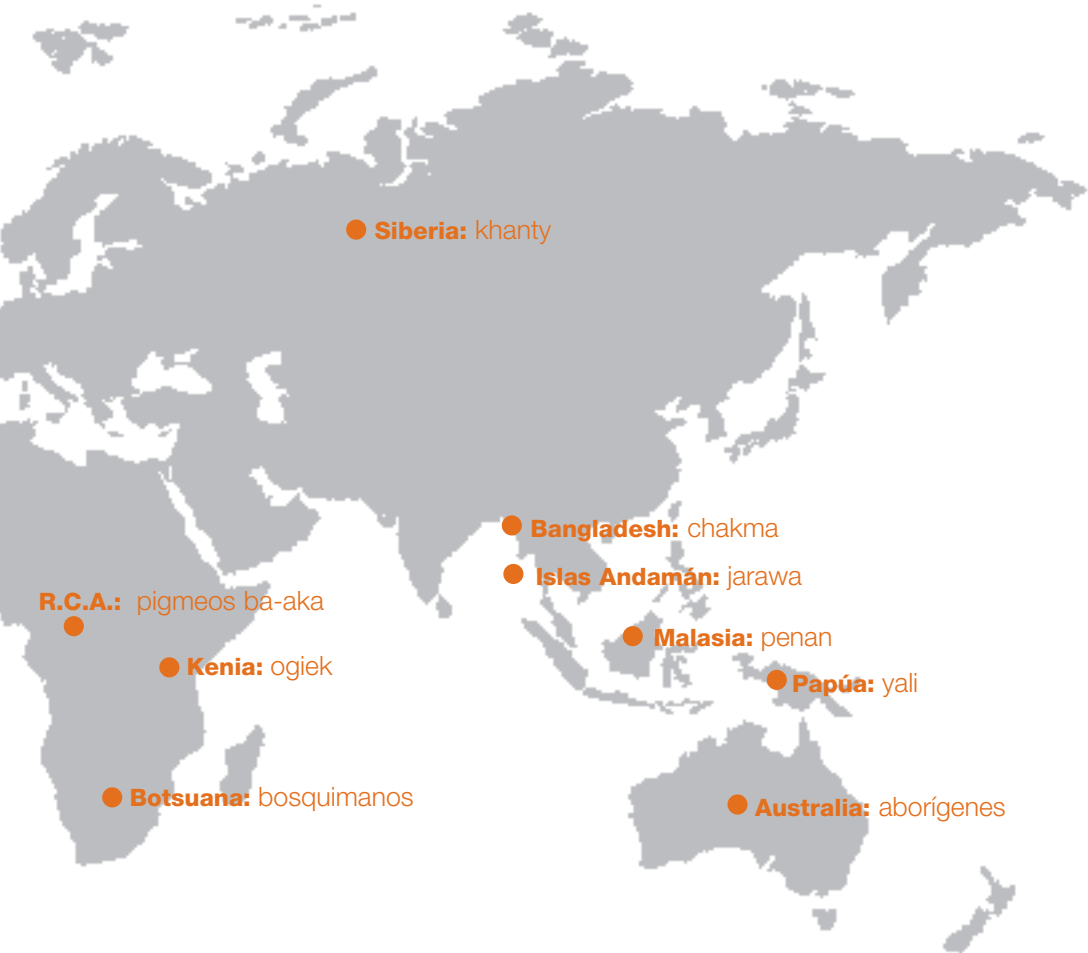 Siberia: khanty
Bangladesh: chakma
Islas Andamán: jarawa
R.C.A.: pigmeos ba-aka
Malasia: penan
Kenia: ogiek
Papúa: yali
Botsuana: bosquimanos
Australia: aborígenes